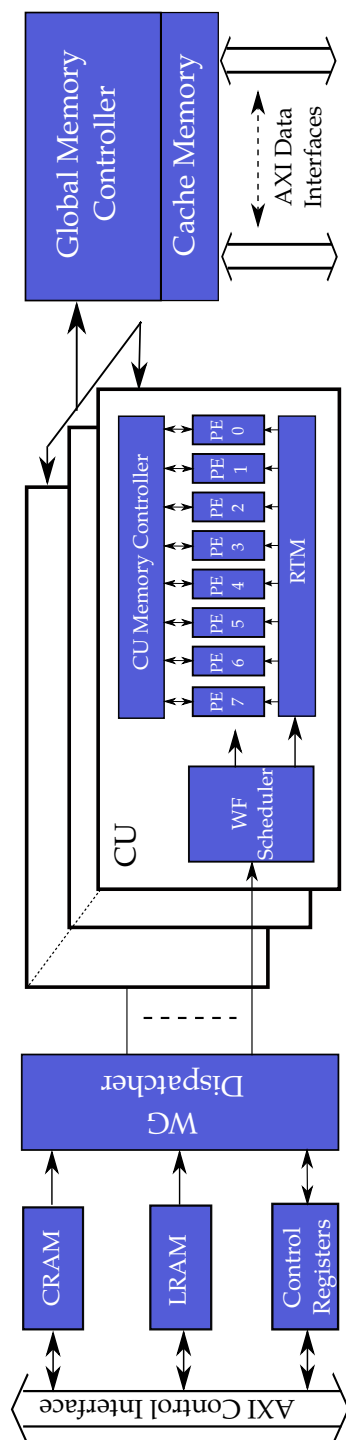 AXI Control Interface
CRAM
LRAM
Control
Registers
WG
Dispatcher
CU
WF
Scheduler
CU Memory Controller
PE
7
PE
6
PE
5
PE
4
PE
3
PE
2
PE
1
PE
0
RTM
Global Memory
Controller
Cache Memory
AXI Data
Interfaces